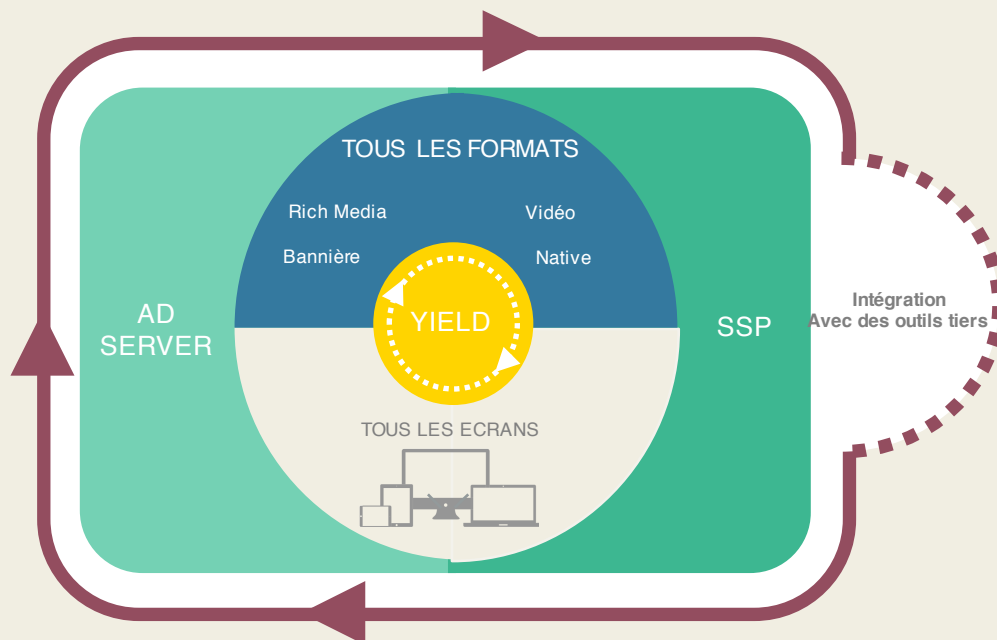 TOUS LES FORMATS
Rich Media
Vidéo
Bannière
Native
AD
SERVER
YIELD
SSP
Intégration
Avec des outils tiers
TOUS LES ECRANS